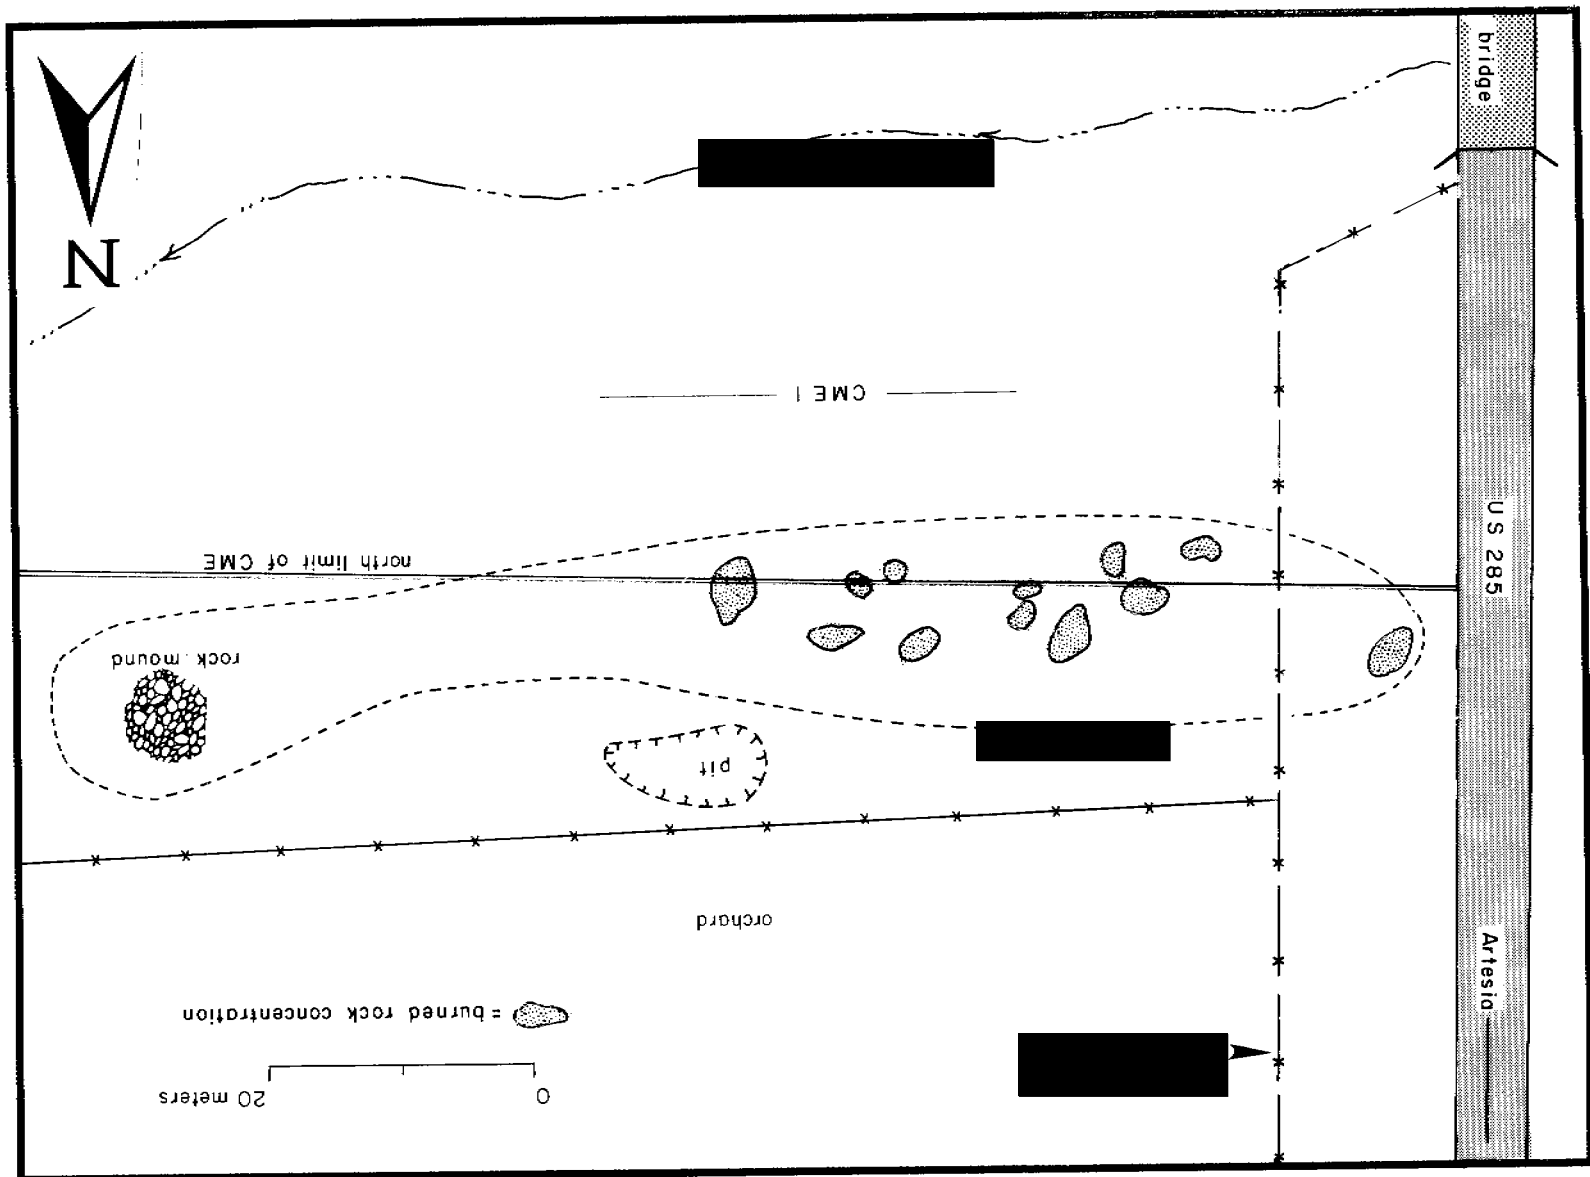 bridge
N
CME 1
US 285
north limit of CME
rock mound
pit
orchard
Artesia
= burned rock concentration
0 20 meters